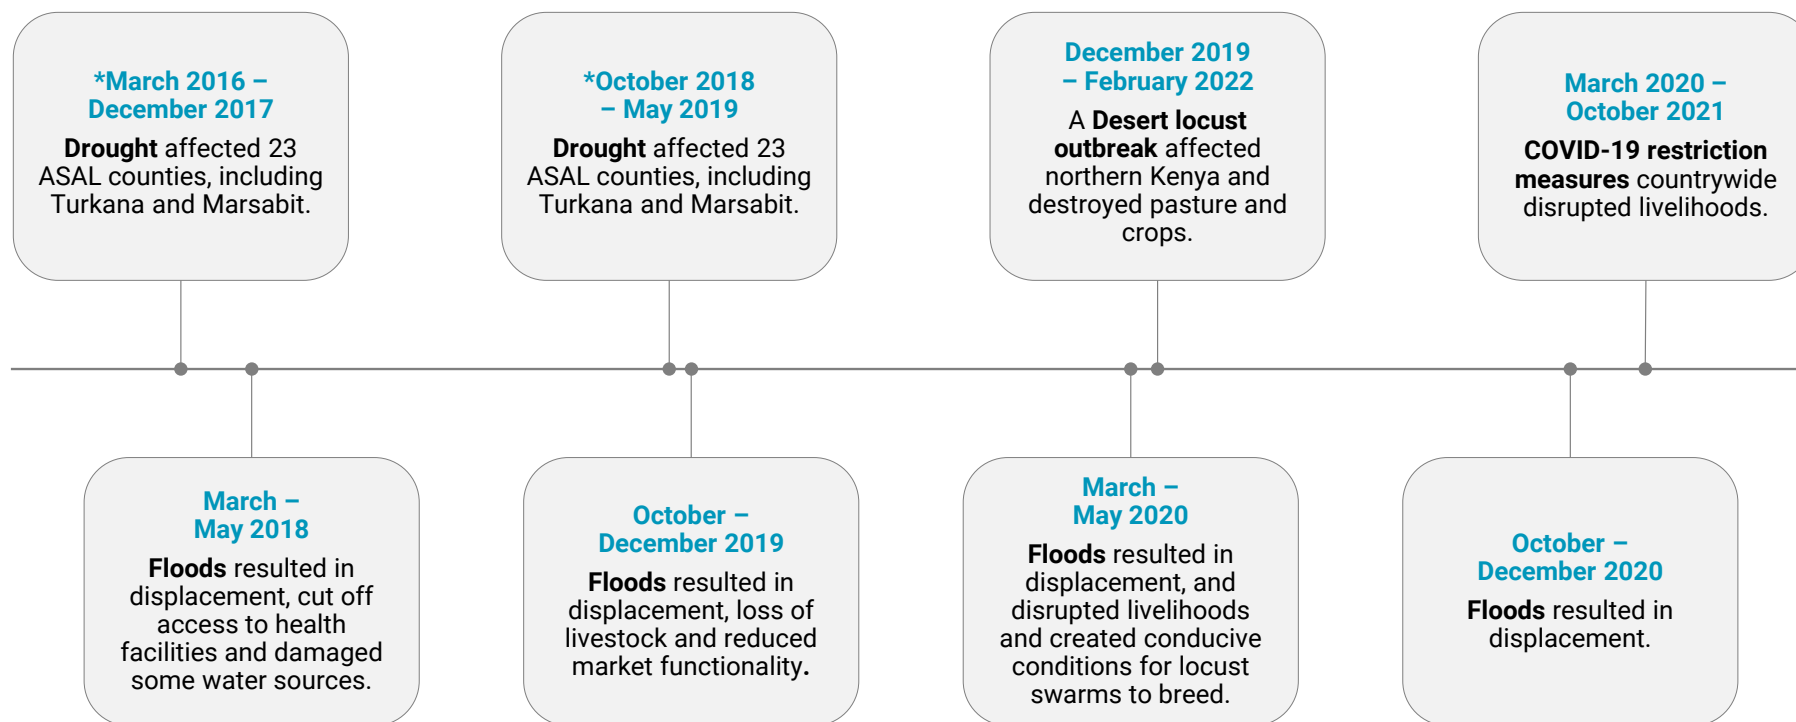 *March 2016 –
December 2017
Drought affected 23
ASAL counties, including
Turkana and Marsabit.
*October 2018
– May 2019
Drought affected 23
ASAL counties, including
Turkana and Marsabit.
December 2019
– February 2022
A Desert locust
outbreak affected
northern Kenya and
destroyed pasture and
crops.
March 2020 –
October 2021
COVID-19 restriction
measures countrywide
disrupted livelihoods.
March –
May 2018
Floods resulted in
displacement, cut off
access to health
facilities and damaged
some water sources.
October –
December 2019
Floods resulted in
displacement, loss of
livestock and reduced
market functionality.
March –
May 2020
Floods resulted in
displacement, and
disrupted livelihoods
and created conducive
conditions for locust
swarms to breed.
October –
December 2020
Floods resulted in
displacement.